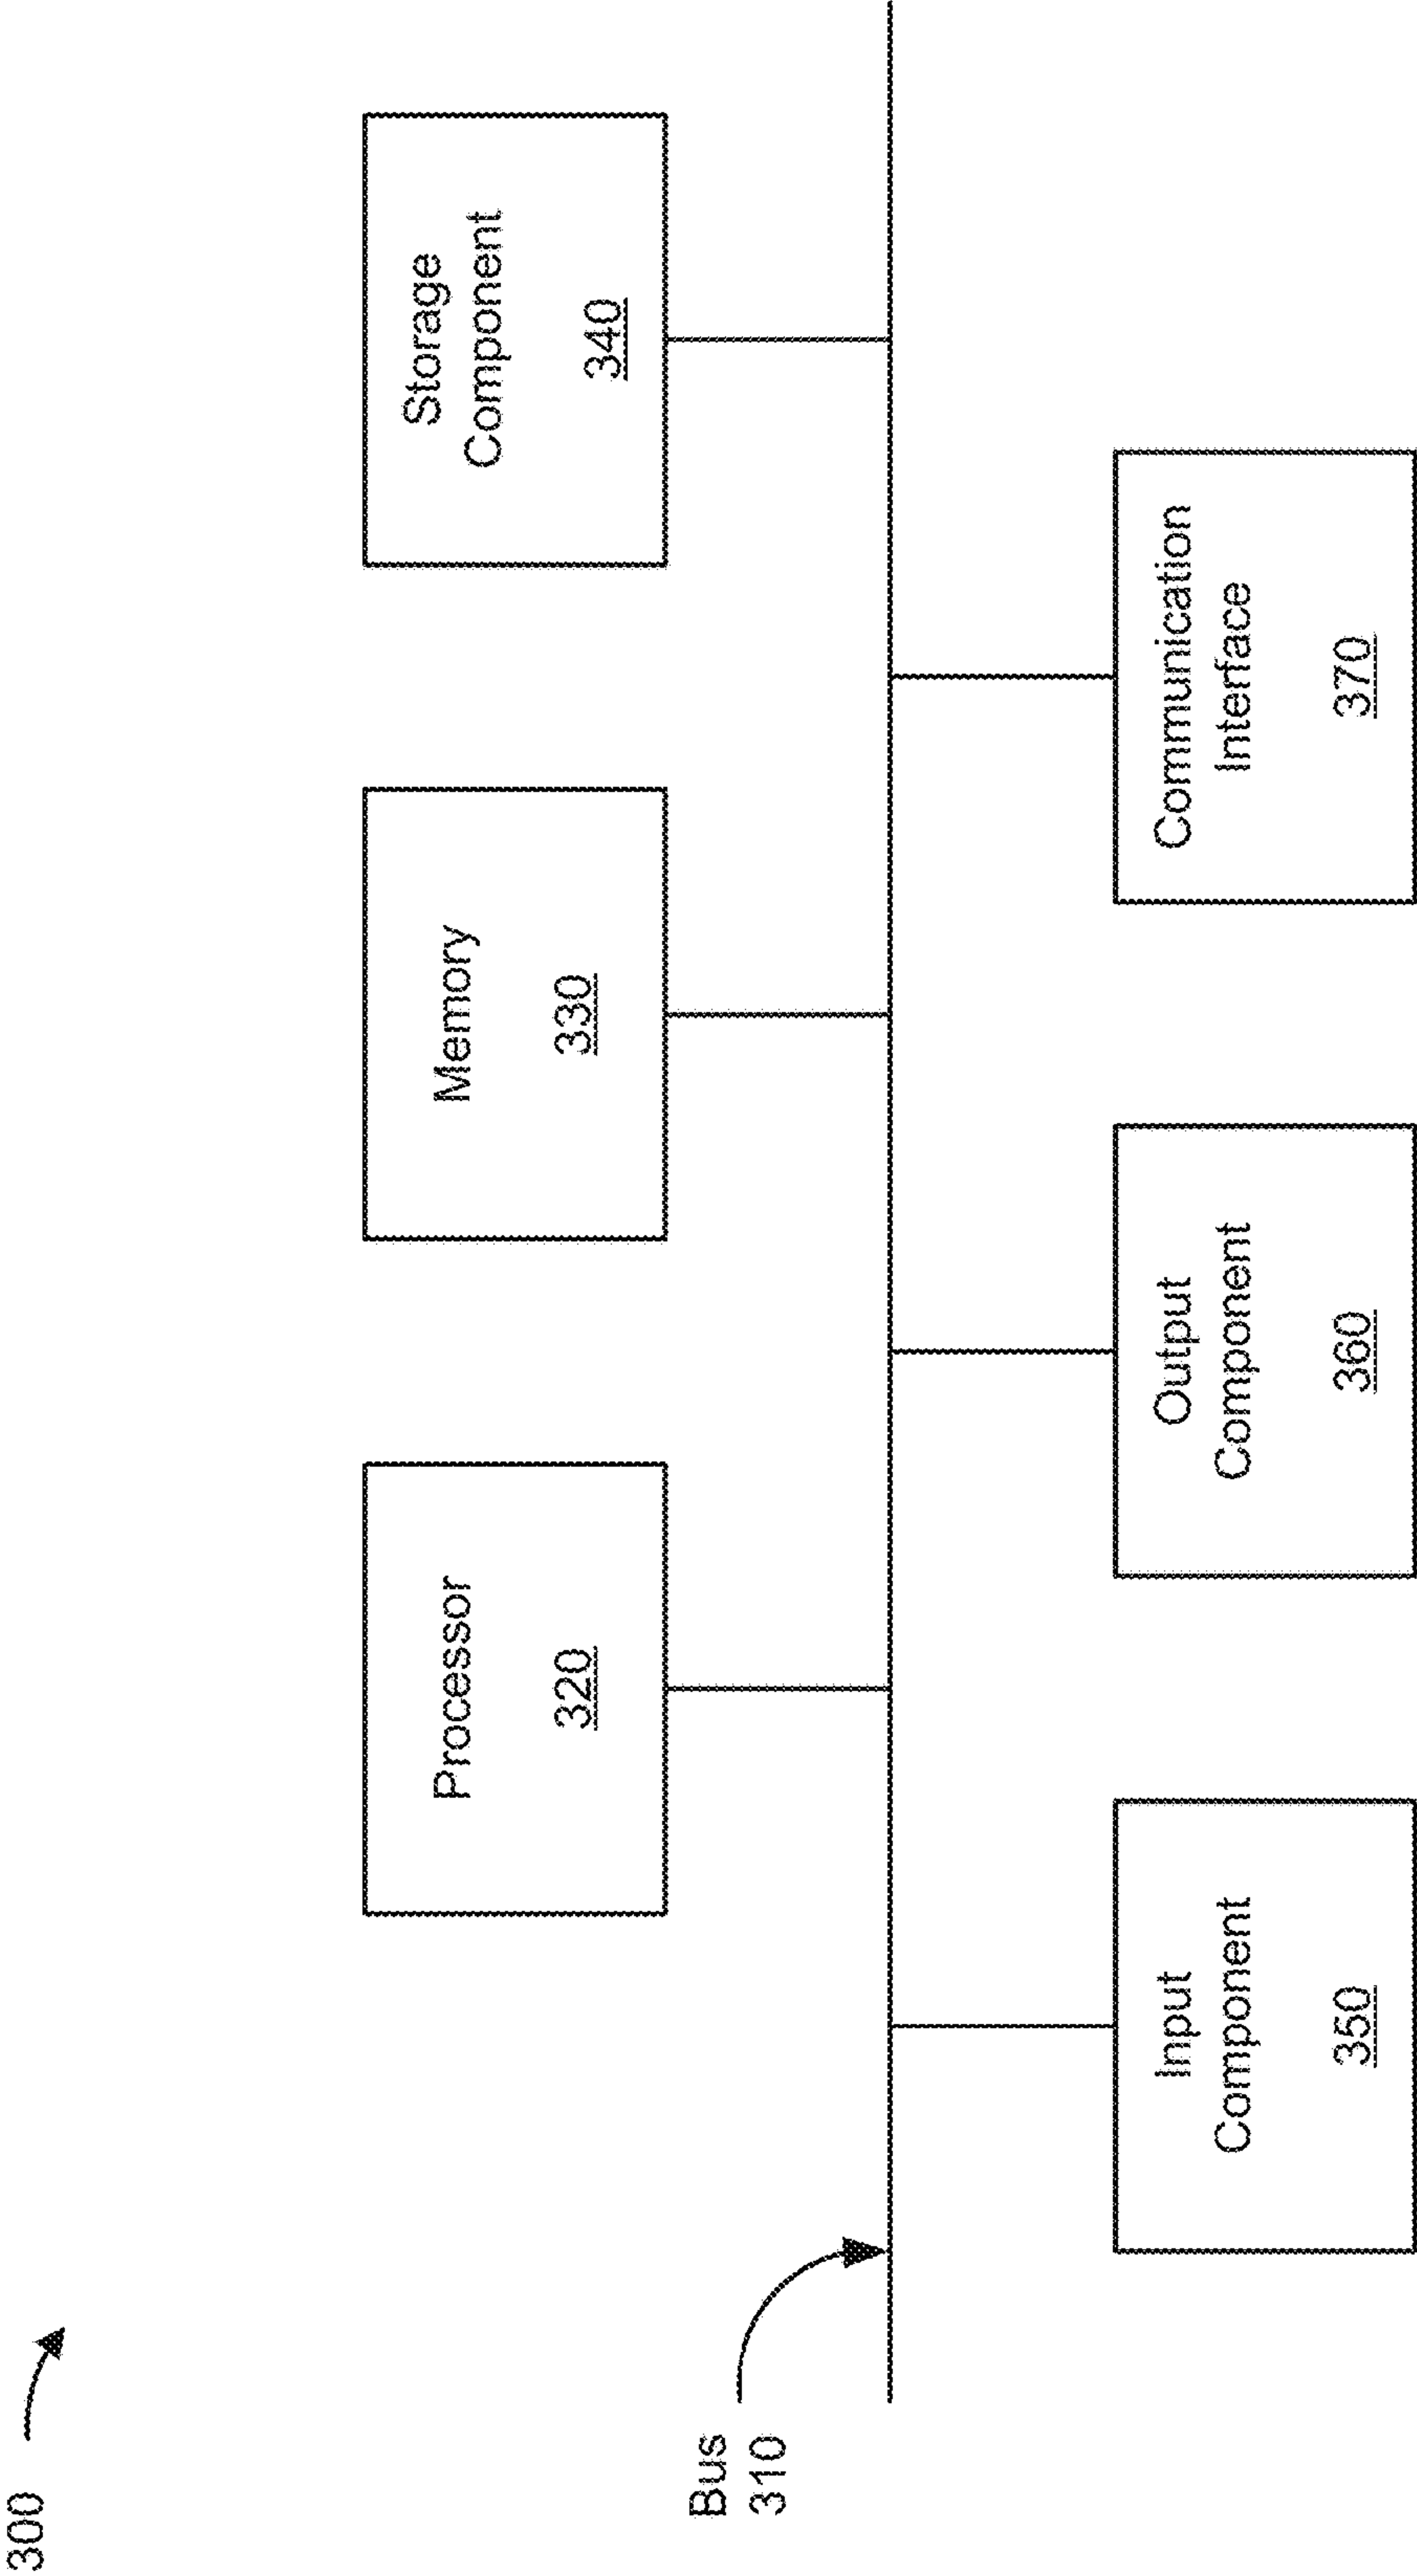 300
Processor
320
Memory
330
Storage
Component
340
Bus
310
Input
Component
350
Output
Component
360
Communication
Interface
370